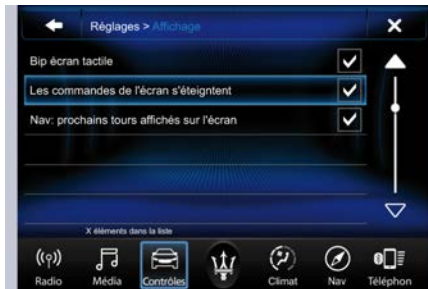 Réglages > Affichage
Bip écran tactile
Les commandes de l'écran s'éteigntent
Nav: prochains tours affichés sur l'écran
X éléments dans la liste
Radio Média Contrôles Climat Nav Téléphon